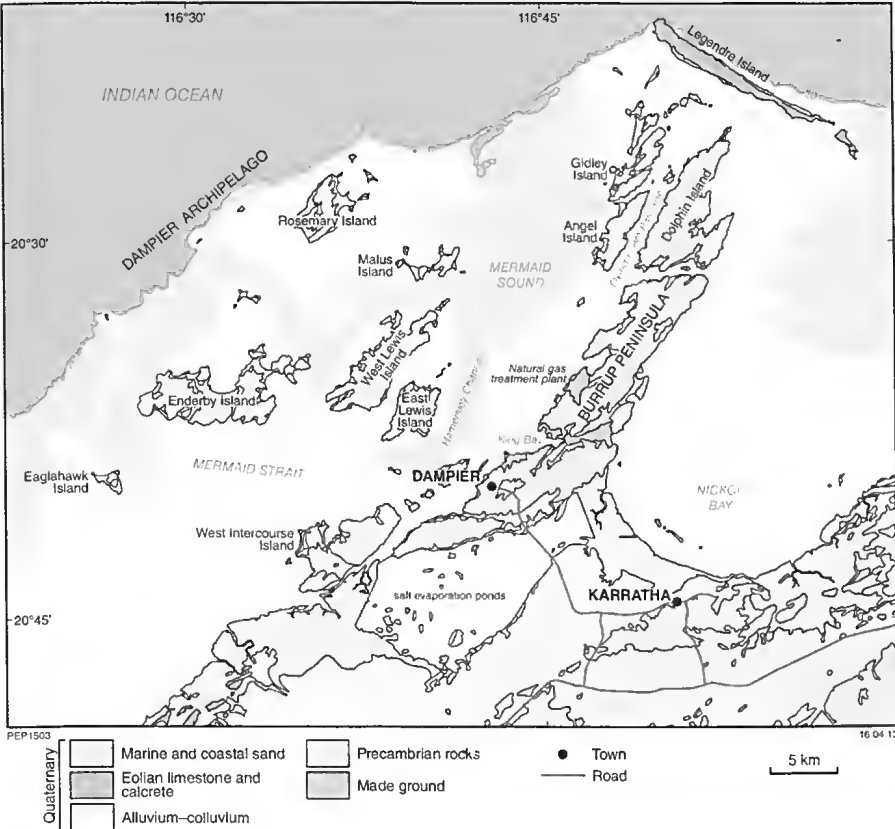 116°30'
116°45'
Legendre Island
INDIAN OCEAN
DAMPIER ARCHIPELAGO
Gidley
Island
Rosemary Island
Dolphin Island
Angel
Island
20°30'
Malus
Island
MERMAID
SOUND
BURRUP PENINSULA
West Lewis
Island
Natural gas
treatment plant
Enderby Island
East
Lewis
Island
King
MERMAID STRAIT
DAMPIER
Eaglahawk
Island
BAY
West Intercourse
Island
salt evaporation ponds
KARRATHA
20°45'
PEP1503
16 04 13
Quaternary
Marine and coastal sand
Eolian limestone and
calcrete
Alluvium–colluvium
Precambrian rocks
Made ground
Town
Road
5 km